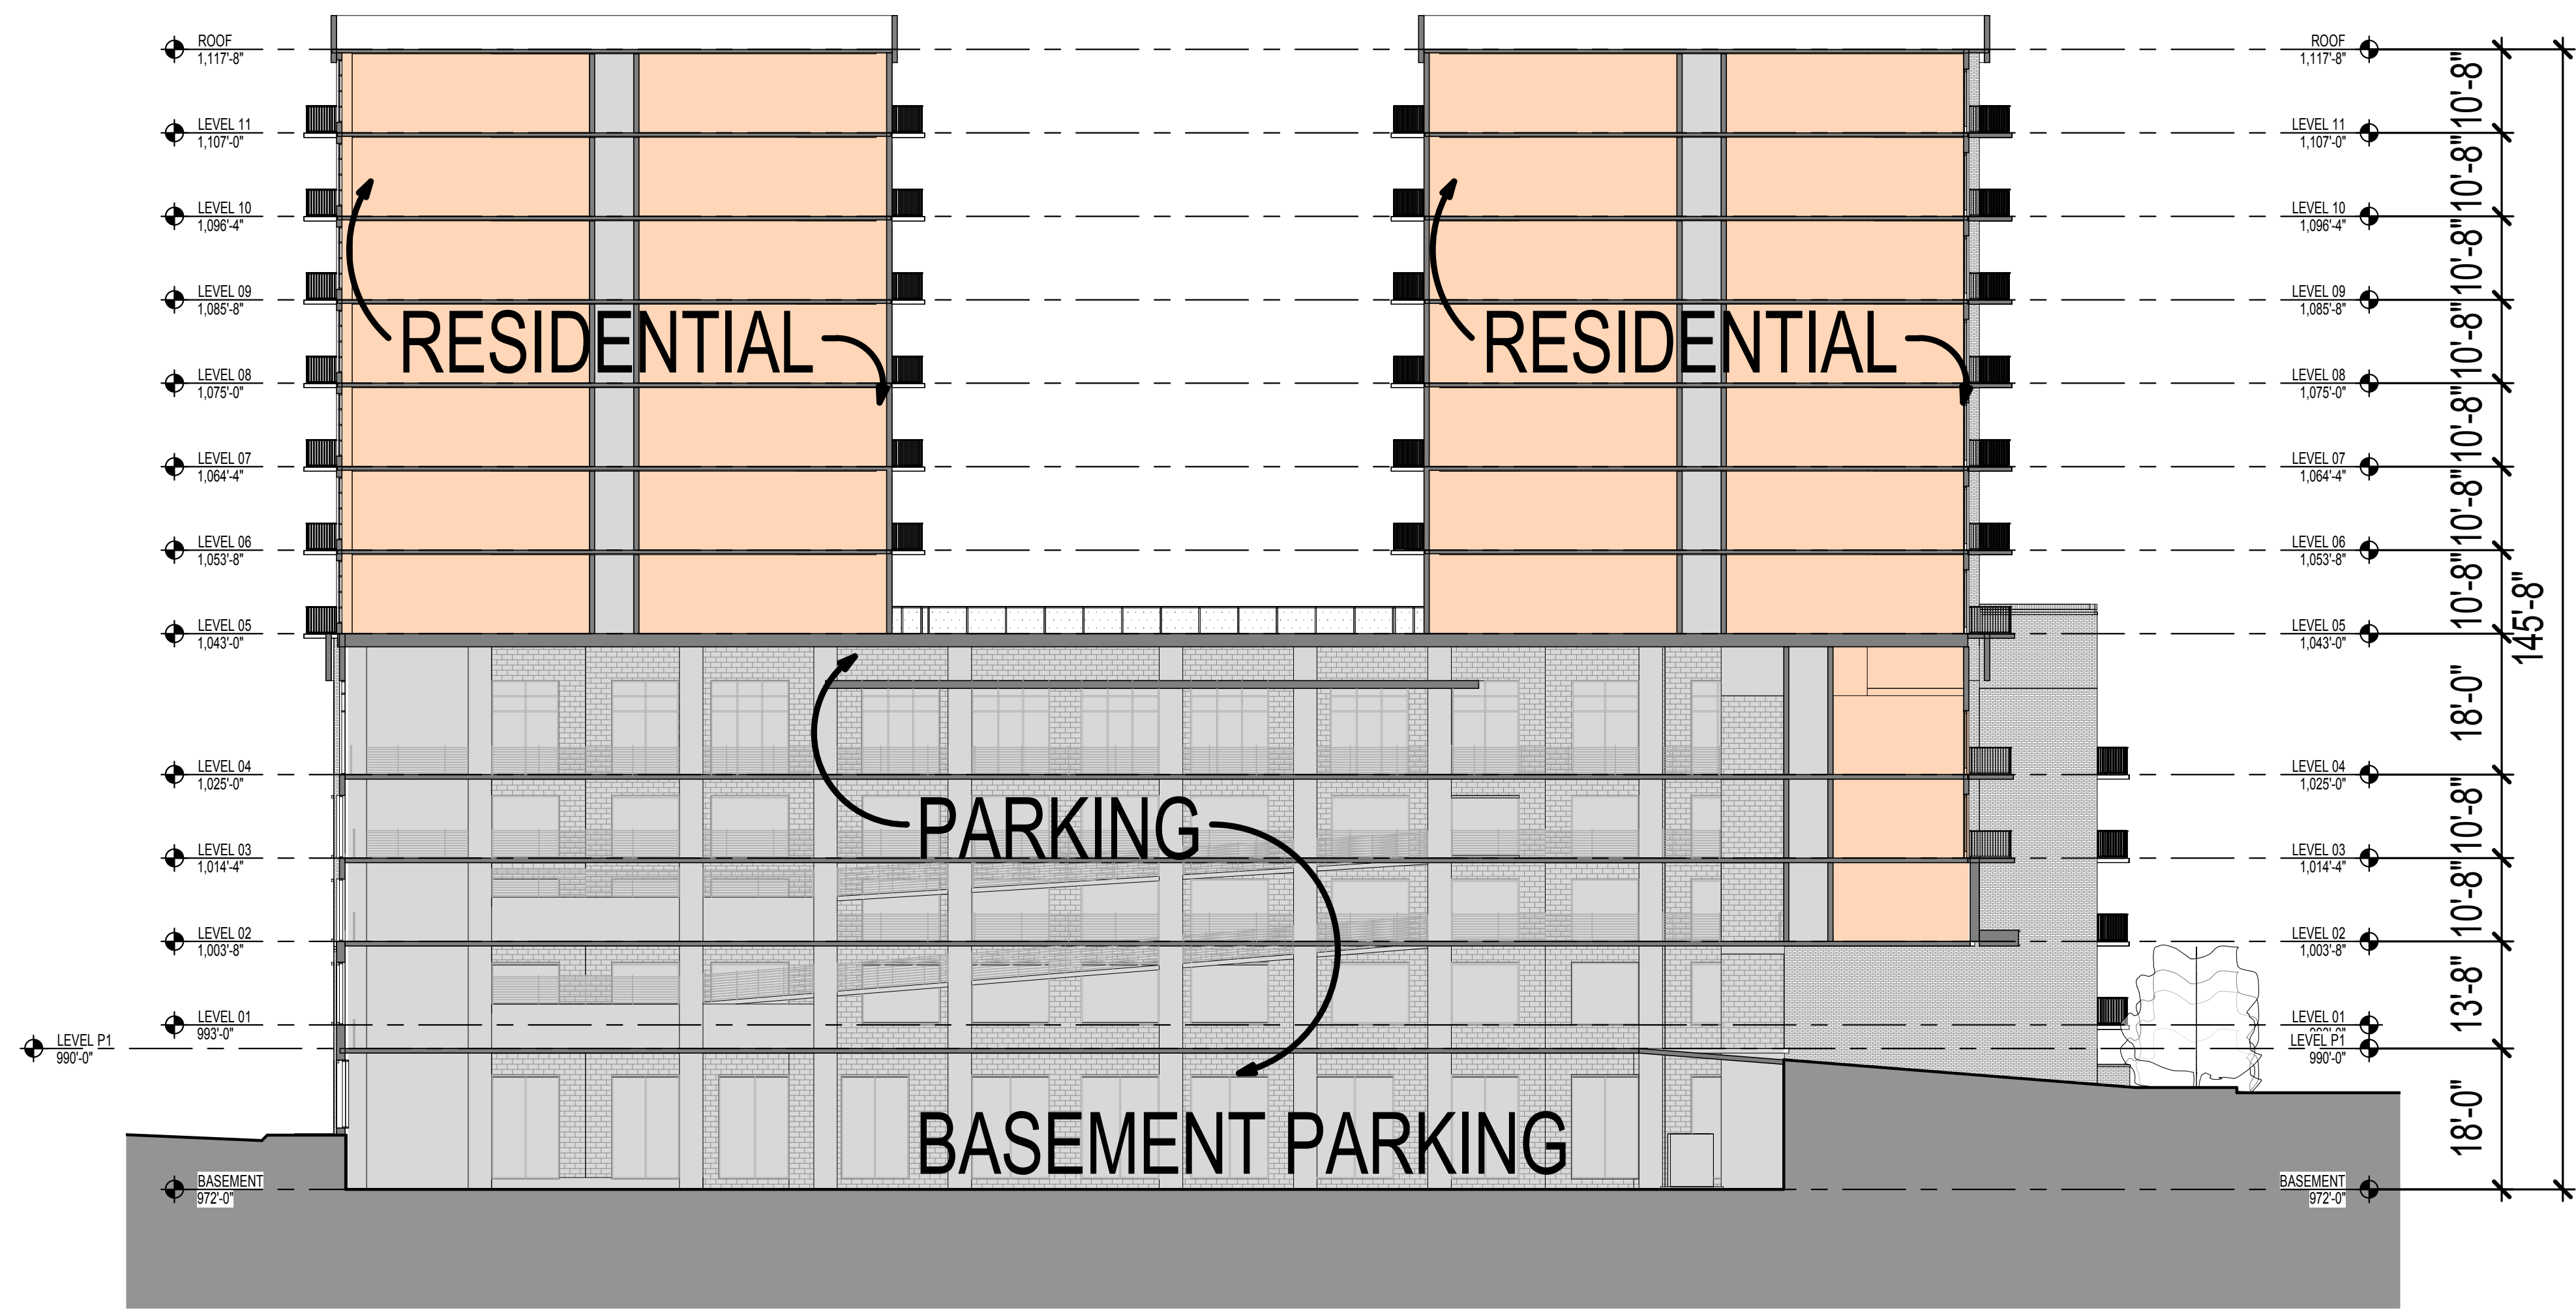 ROOF
1,117'-8"
LEVEL 11
1,107'-0"
LEVEL 10
1,096'-4"
LEVEL 09
1,085'-8"
LEVEL 08
1,075'-0"
LEVEL 07
1,064'-4"
LEVEL 06
1,053'-8"
LEVEL 05
1,043'-0"
LEVEL 04
1,025'-0"
LEVEL 03
1,014'-4"
LEVEL 02
1,003'-8"
LEVEL 01
993'-0"
LEVEL P1
990'-0"
BASEMENT
972'-0"
RESIDENTIAL
RESIDENTIAL
PARKING
BASEMENT PARKING
ROOF
1,117'-8"
LEVEL 11
1,107'-0"
LEVEL 10
1,096'-4"
LEVEL 09
1,085'-8"
LEVEL 08
1,075'-0"
LEVEL 07
1,064'-4"
LEVEL 06
1,053'-8"
LEVEL 05
1,043'-0"
LEVEL 04
1,025'-0"
LEVEL 03
1,014'-4"
LEVEL 02
1,003'-8"
LEVEL 01
LEVEL P1
990'-0"
BASEMENT
972'-0"
10'-8"
10'-8"
10'-8"
10'-8"
10'-8"
10'-8"
10'-8"
18'-0"
10'-8"
10'-8"
13'-8"
18'-0"
145'-8"